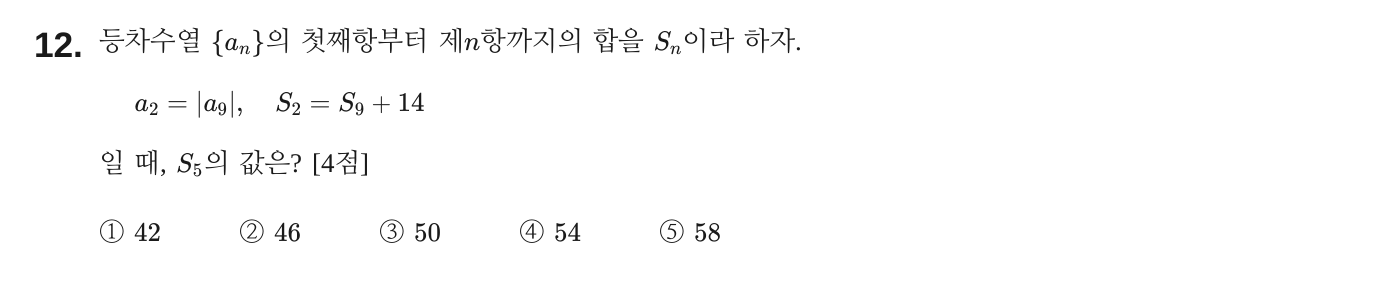 12. 등차수열 {aₙ}의 첫째항부터 제n항까지의 합을 Sₙ이라 하자.
a₂ = |a₉|, S₂ = S₉ + 14
일 때, S₅의 값은? [4점]
① 42 ② 46 ③ 50 ④ 54 ⑤ 58